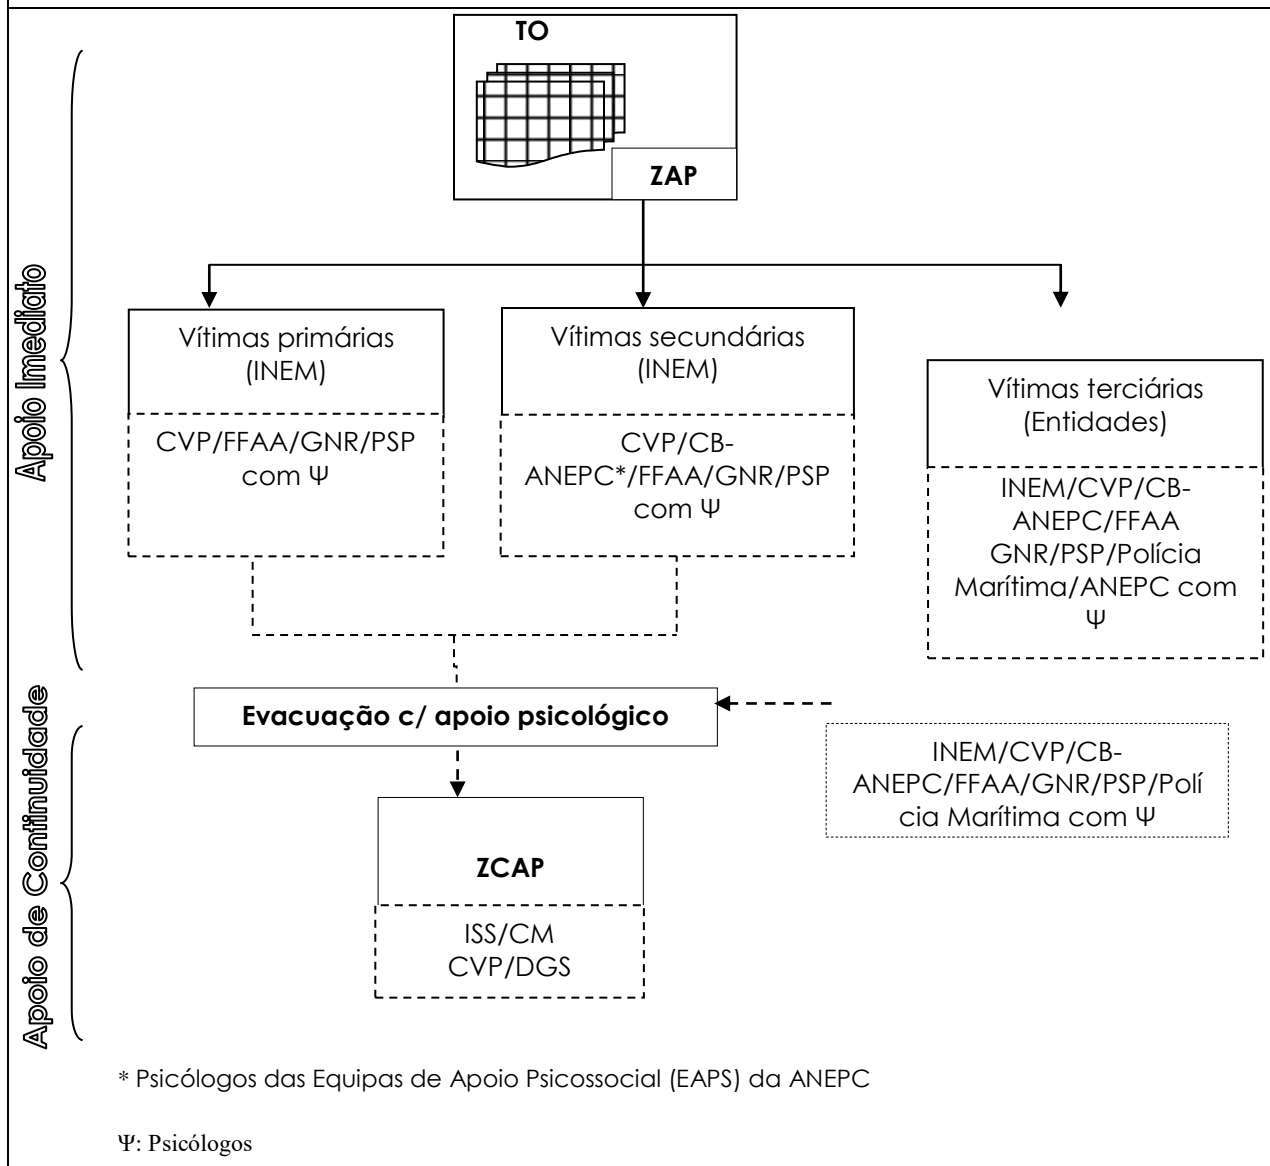 TO
ZAP
Apoio Imediato
Vítimas primárias
(INEM)
CVP/FFAA/GNR/PSP
com Ψ
Vítimas secundárias
(INEM)
CVP/CB-
ANEPC*/FFAA/GNR/PSP
com Ψ
Vítimas terciárias
(Entidades)
INEM/CVP/CB-
ANEPC/FFAA
GNR/PSP/Polícia
Marítima/ANEPC com
Ψ
Apoio de Continuidade
Evacuação c/ apoio psicológico
INEM/CVP/CB-
ANEPC/FFAA/GNR/PSP/Polí
cia Marítima com Ψ
ZCAP
ISS/CM
CVP/DGS
* Psicólogos das Equipas de Apoio Psicossocial (EAPS) da ANEPC
Ψ: Psicólogos